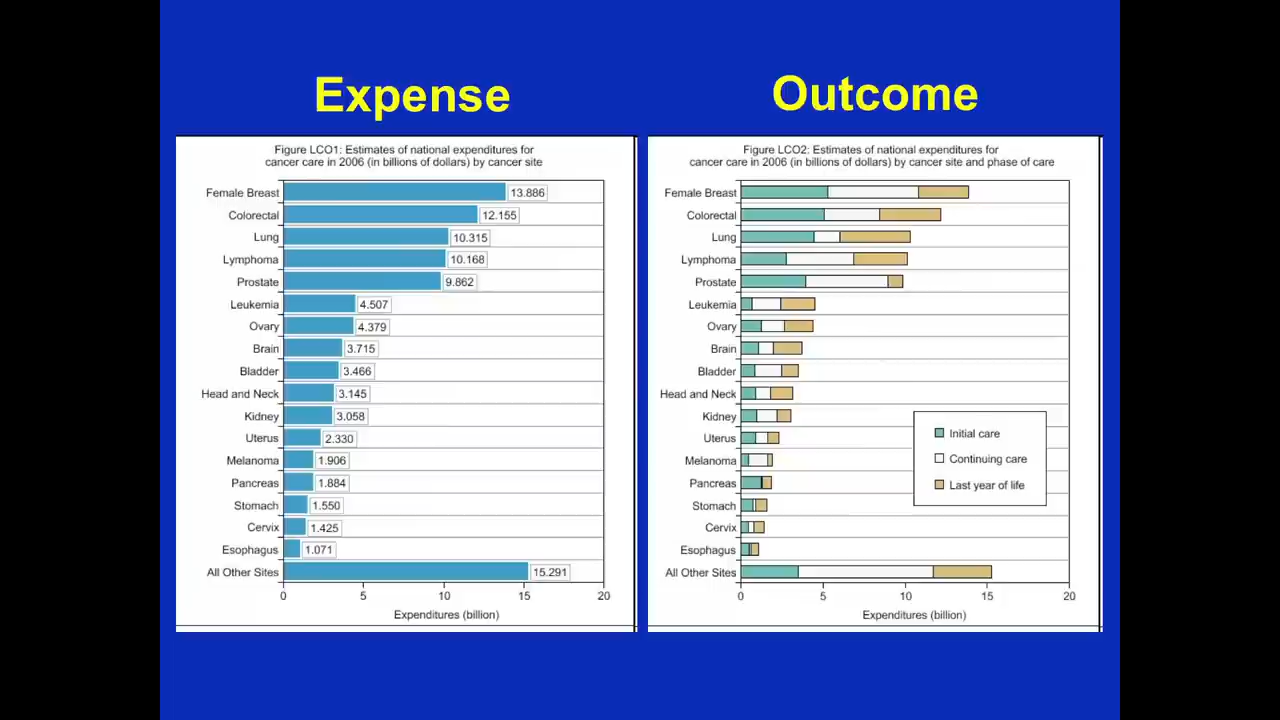 Expense
Outcome
Figure LCO1: Estimates of national expenditures for
cancer care in 2006 (in billions of dollars) by cancer site
Female Breast 13.886
Colorectal 12.155
Lung 10.315
Lymphoma 10.168
Prostate 9.862
Leukemia 4.507
Ovary 4.379
Brain 3.715
Bladder 3.466
Head and Neck 3.145
Kidney 3.058
Uterus 2.330
Melanoma 1.906
Pancreas 1.884
Stomach 1.550
Cervix 1.425
Esophagus 1.071
All Other Sites 15.291
0 5 10 15 20
Expenditures (billion)
Figure LCO2: Estimates of national expenditures for
cancer care in 2006 (in billions of dollars) by cancer site and phase of care
Female Breast
Colorectal
Lung
Lymphoma
Prostate
Leukemia
Ovary
Brain
Bladder
Head and Neck
Kidney
Uterus
Melanoma
Pancreas
Stomach
Cervix
Esophagus
All Other Sites
Initial care
Continuing care
Last year of life
0 5 10 15 20
Expenditures (billion)